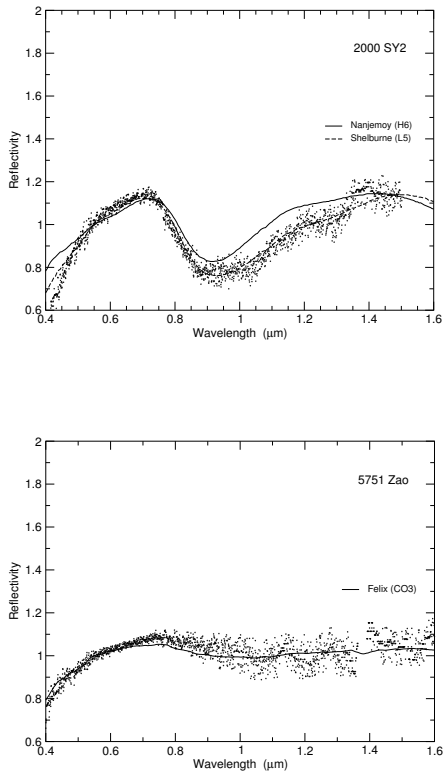 2
1.8
1.6
1.4
1.2
1
0.8
0.6
Reflectivity
2000 SY2
Nanjemoy (H6)
Shelburne (L5)
0.4 0.6 0.8 1 1.2 1.4 1.6
Wavelength (μm)
2
1.8
1.6
1.4
1.2
1
0.8
0.6
Reflectivity
5751 Zao
Felix (CO3)
0.4 0.6 0.8 1 1.2 1.4 1.6
Wavelength (μm)